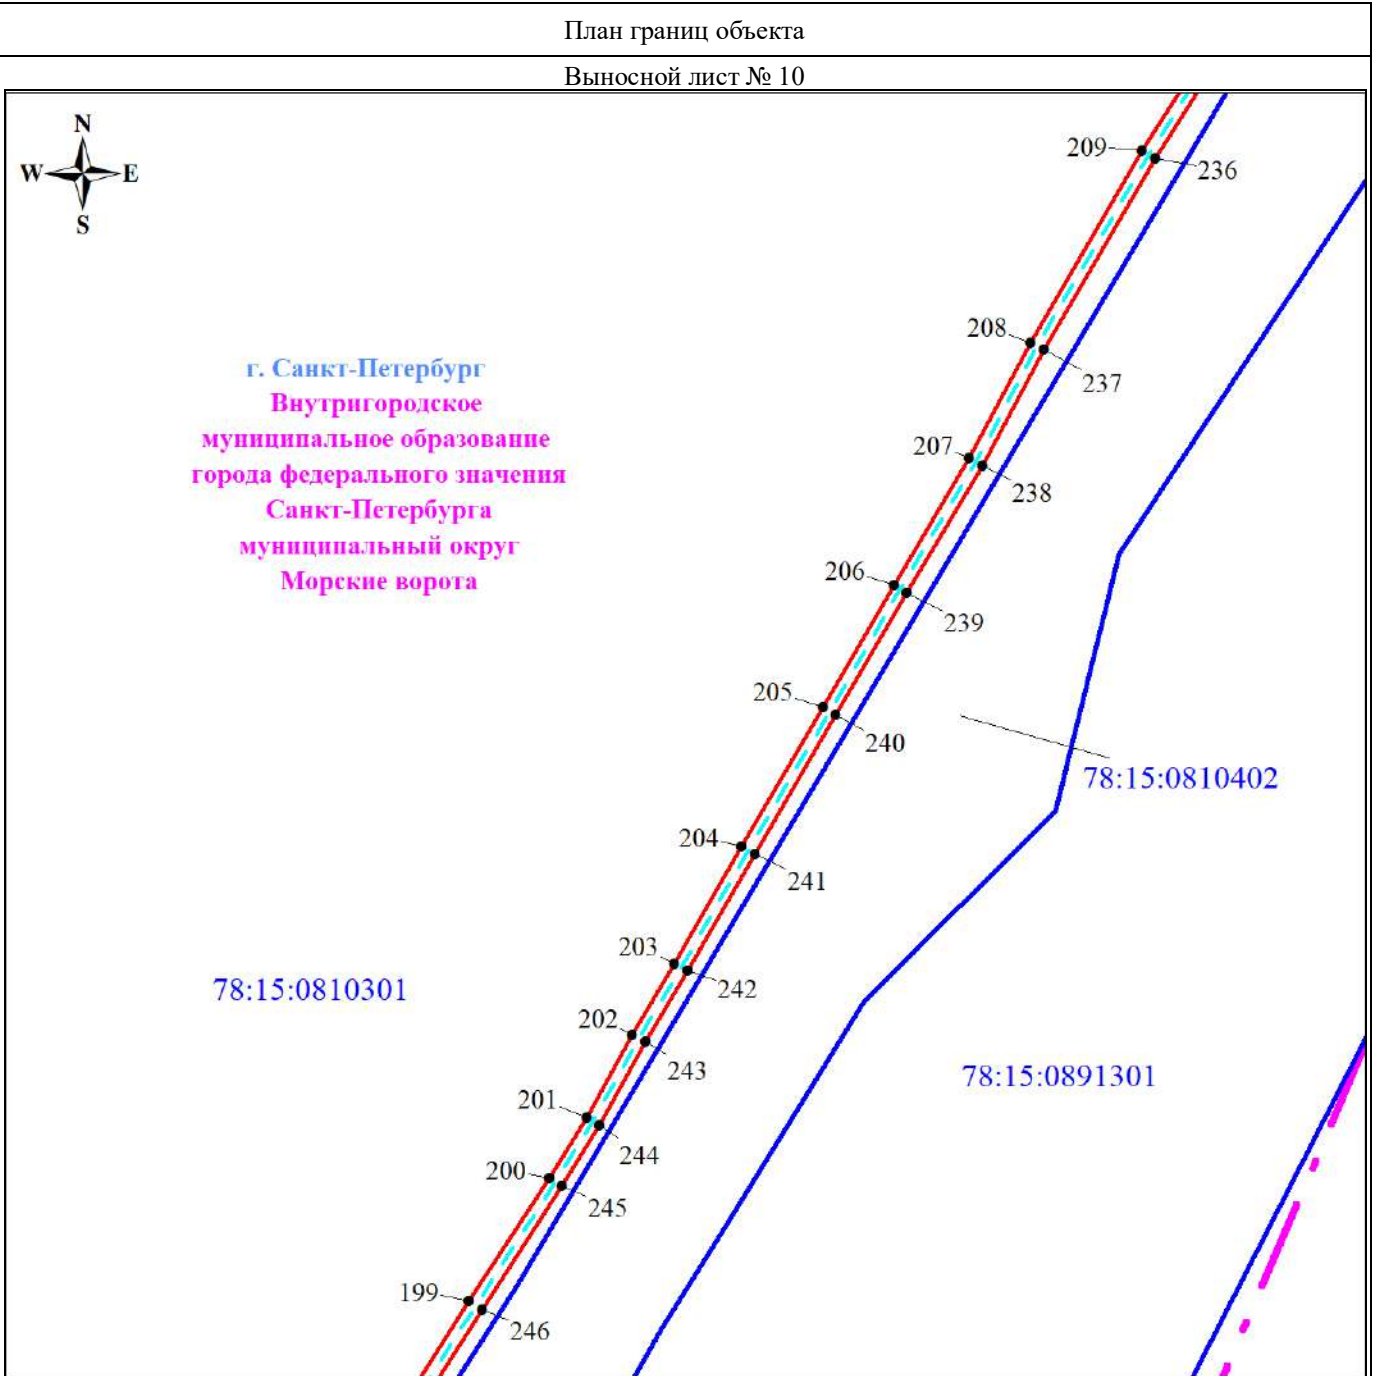 План границ объекта
Выносной лист № 10
N
W E
S
209
236
208
237
г. Санкт-Петербург
Внутригородское
муниципальное образование
города федерального значения
Санкт-Петербурга
муниципальный округ
Морские ворота
207
238
206
239
205
240
78:15:0810402
204
241
203
242
78:15:0810301
202
243
78:15:0891301
201
244
200
245
199
246